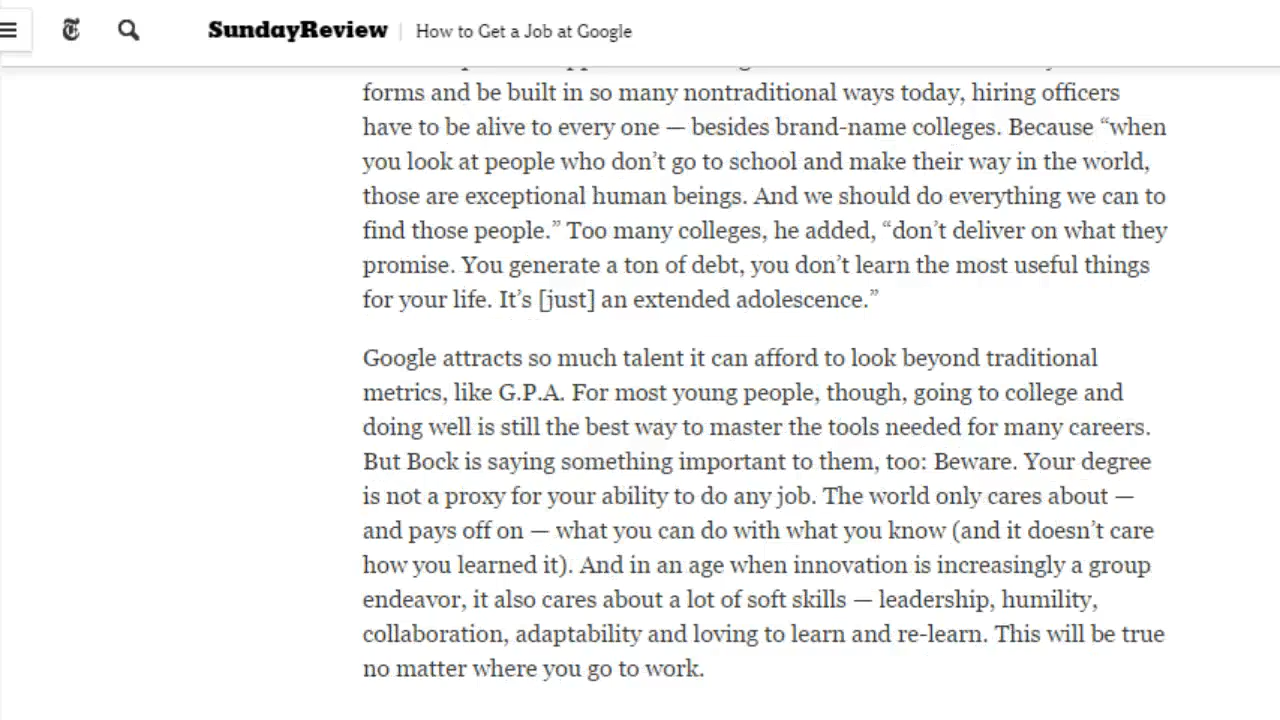 SundayReview | How to Get a Job at Google
forms and be built in so many nontraditional ways today, hiring officers
have to be alive to every one — besides brand-name colleges. Because “when
you look at people who don’t go to school and make their way in the world,
those are exceptional human beings. And we should do everything we can to
find those people.” Too many colleges, he added, “don’t deliver on what they
promise. You generate a ton of debt, you don’t learn the most useful things
for your life. It’s [just] an extended adolescence.”
Google attracts so much talent it can afford to look beyond traditional
metrics, like G.P.A. For most young people, though, going to college and
doing well is still the best way to master the tools needed for many careers.
But Bock is saying something important to them, too: Beware. Your degree
is not a proxy for your ability to do any job. The world only cares about —
and pays off on — what you can do with what you know (and it doesn’t care
how you learned it). And in an age when innovation is increasingly a group
endeavor, it also cares about a lot of soft skills — leadership, humility,
collaboration, adaptability and loving to learn and re-learn. This will be true
no matter where you go to work.